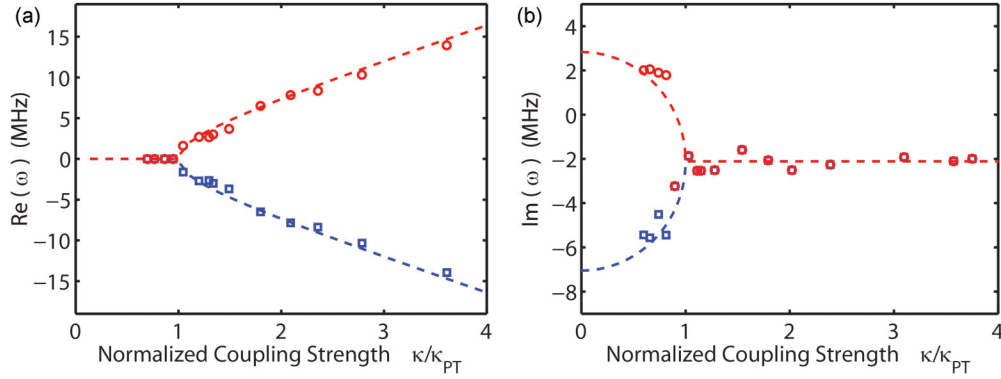 (a)
Re ( ω ) (MHz)
15
10
5
0
−5
−10
−15
0 1 2 3 4
Normalized Coupling Strength κ/κPT
(b)
Im ( ω ) (MHz)
4
2
0
−2
−4
−6
−8
0 1 2 3 4
Normalized Coupling Strength κ/κPT